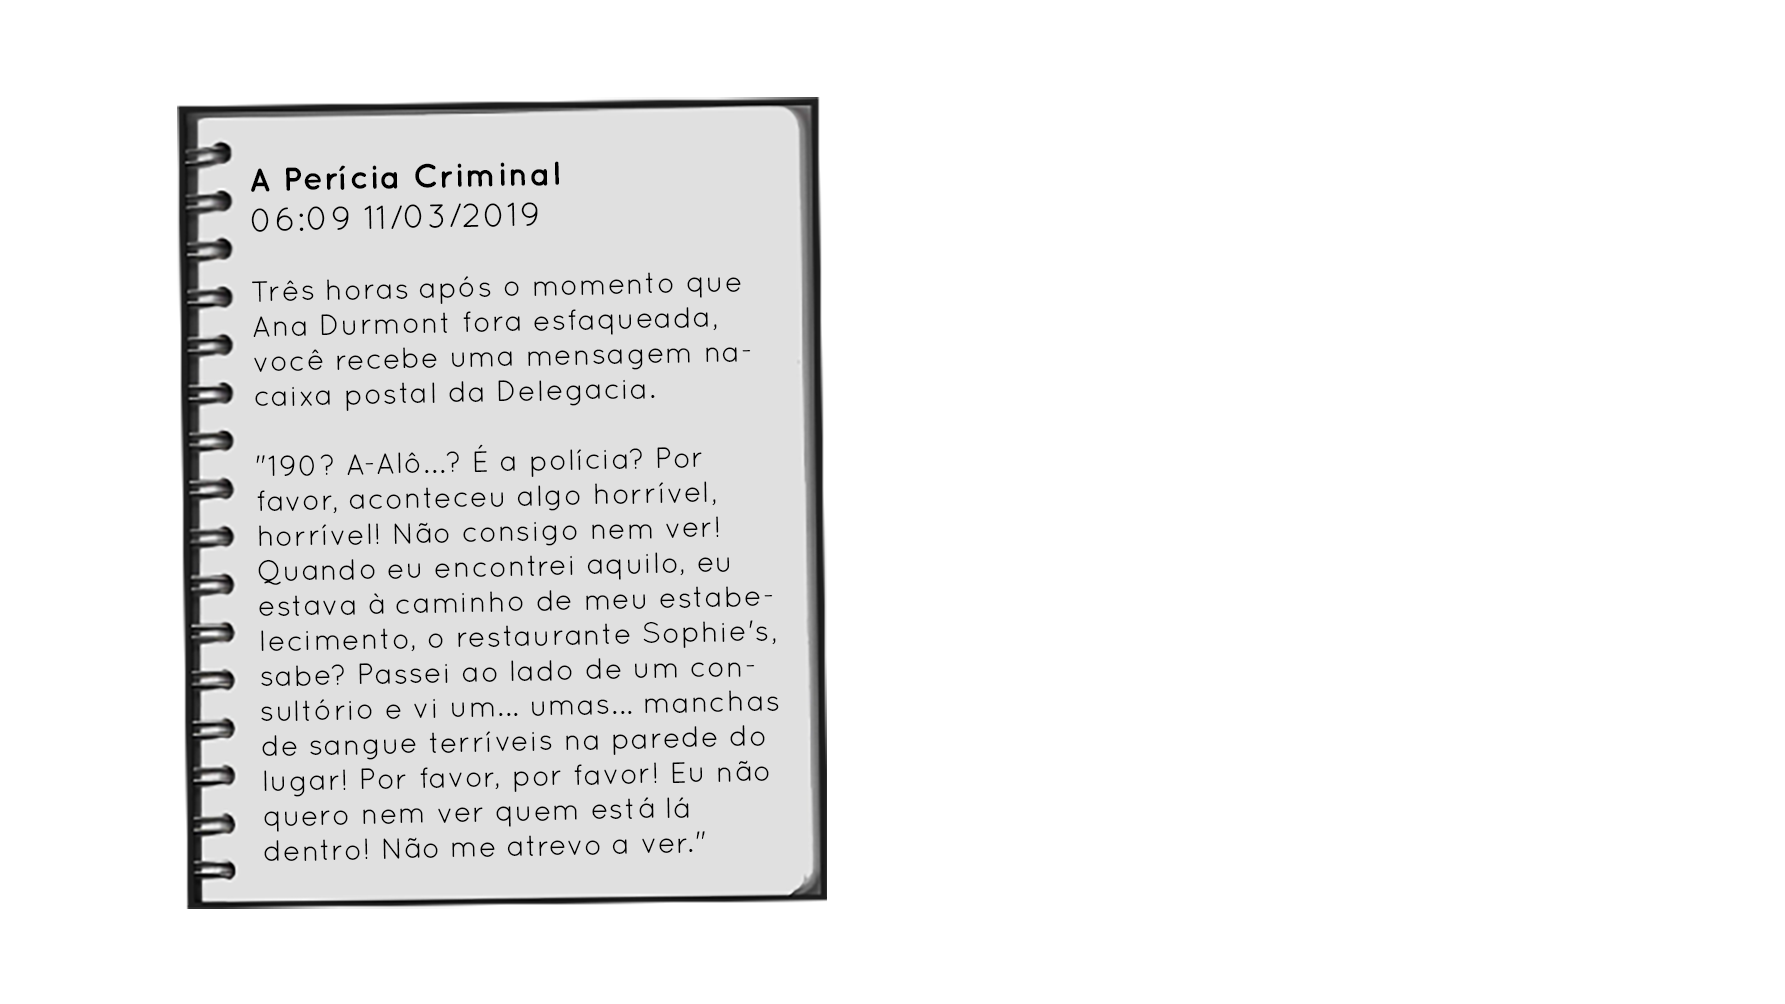 A Perícia Criminal
06:09 11/03/2019
Três horas após o momento que
Ana Durmont fora esfaqueada,
você recebe uma mensagem na-
caixa postal da Delegacia.
"190? A-Alô...? É a polícia? Por
favor, aconteceu algo horrível,
horrível! Não consigo nem ver!
Quando eu encontrei aquilo, eu
estava à caminho de meu estabe-
lecimento, o restaurante Sophie's,
sabe? Passei ao lado de um con-
sultório e vi um... umas... manchas
de sangue terríveis na parede do
lugar! Por favor, por favor! Eu não
quero nem ver quem está lá
dentro! Não me atrevo a ver."